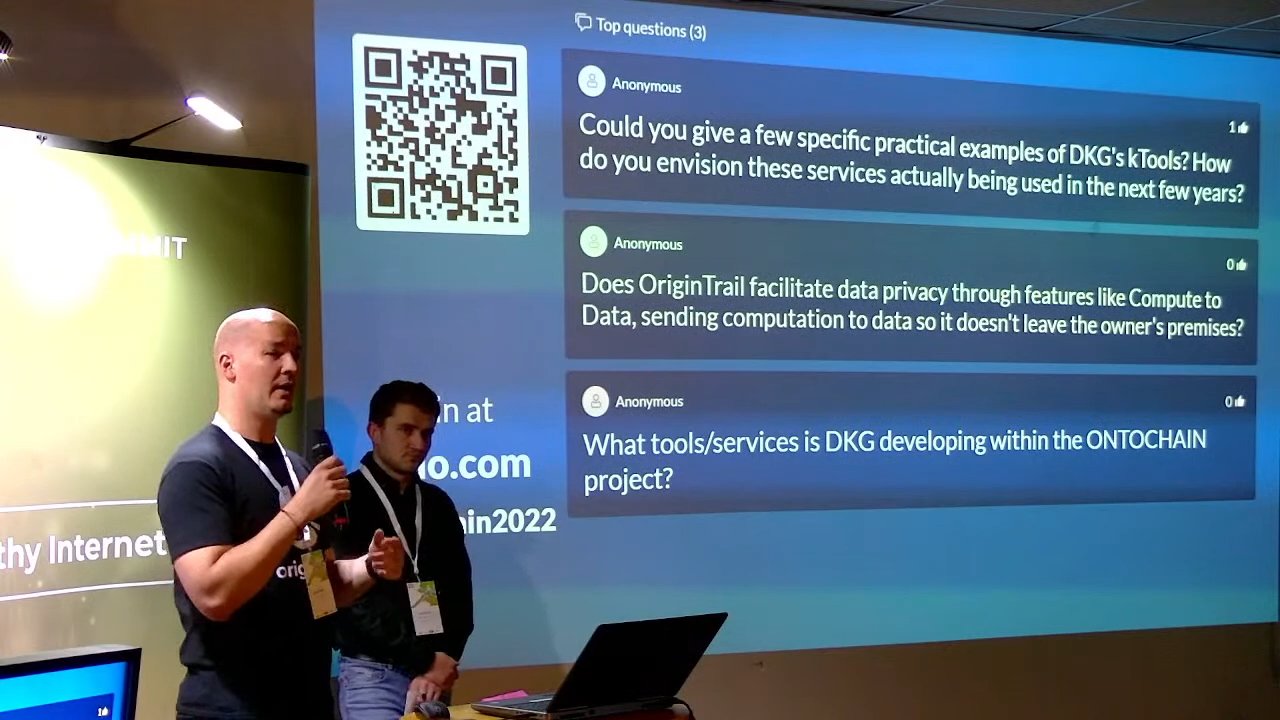 Top questions (3)
Anonymous
1
Could you give a few specific practical examples of DKG's kTools? How
do you envision these services actually being used in the next few years?
Anonymous
0
Does OriginTrail facilitate data privacy through features like Compute to
Data, sending computation to data so it doesn't leave the owner's premises?
Anonymous
0
What tools/services is DKG developing within the ONTOCHAIN
project?
in at
o.com
in2022
MIT
thy Internet
orig
1